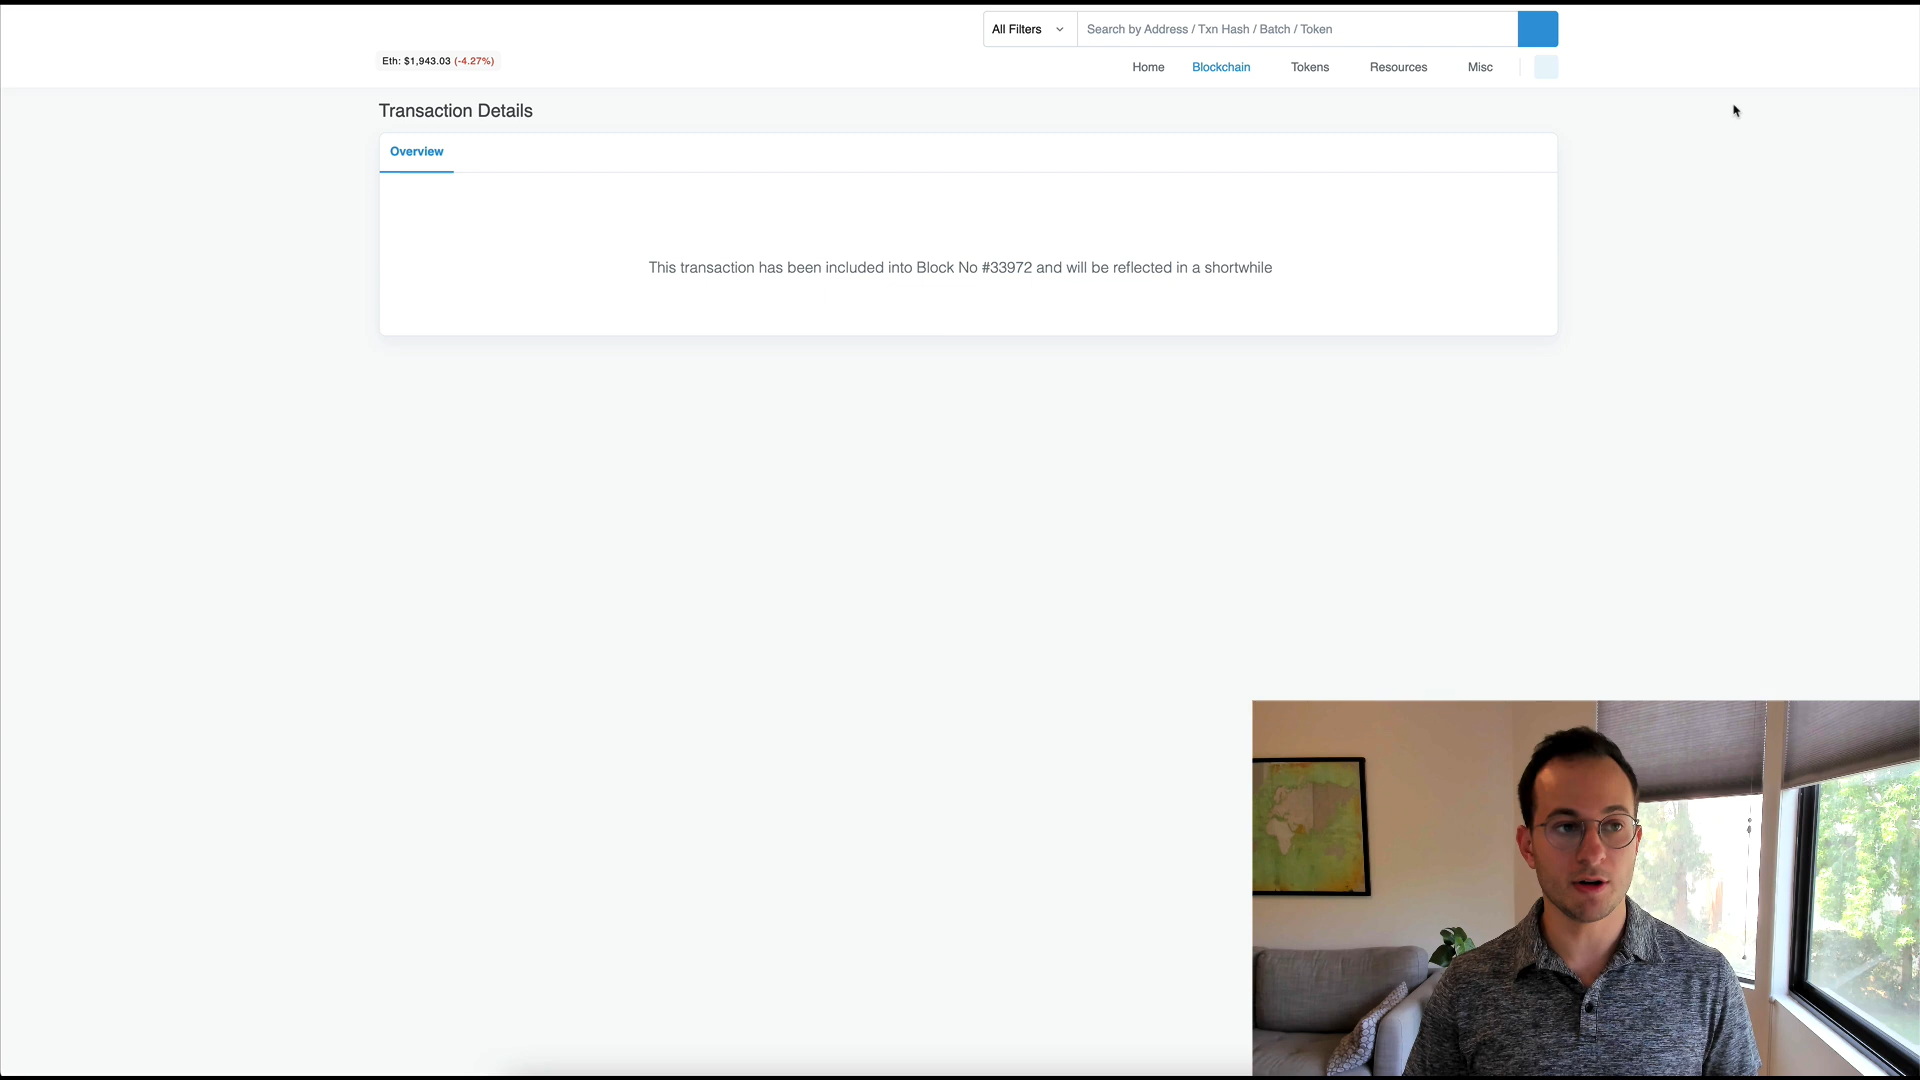 All Filters
Search by Address / Txn Hash / Batch / Token
Eth: $1,943.03 (-4.27%)
Home
Blockchain
Tokens
Resources
Misc
Transaction Details
Overview
This transaction has been included into Block No #33972 and will be reflected in a shortwhile